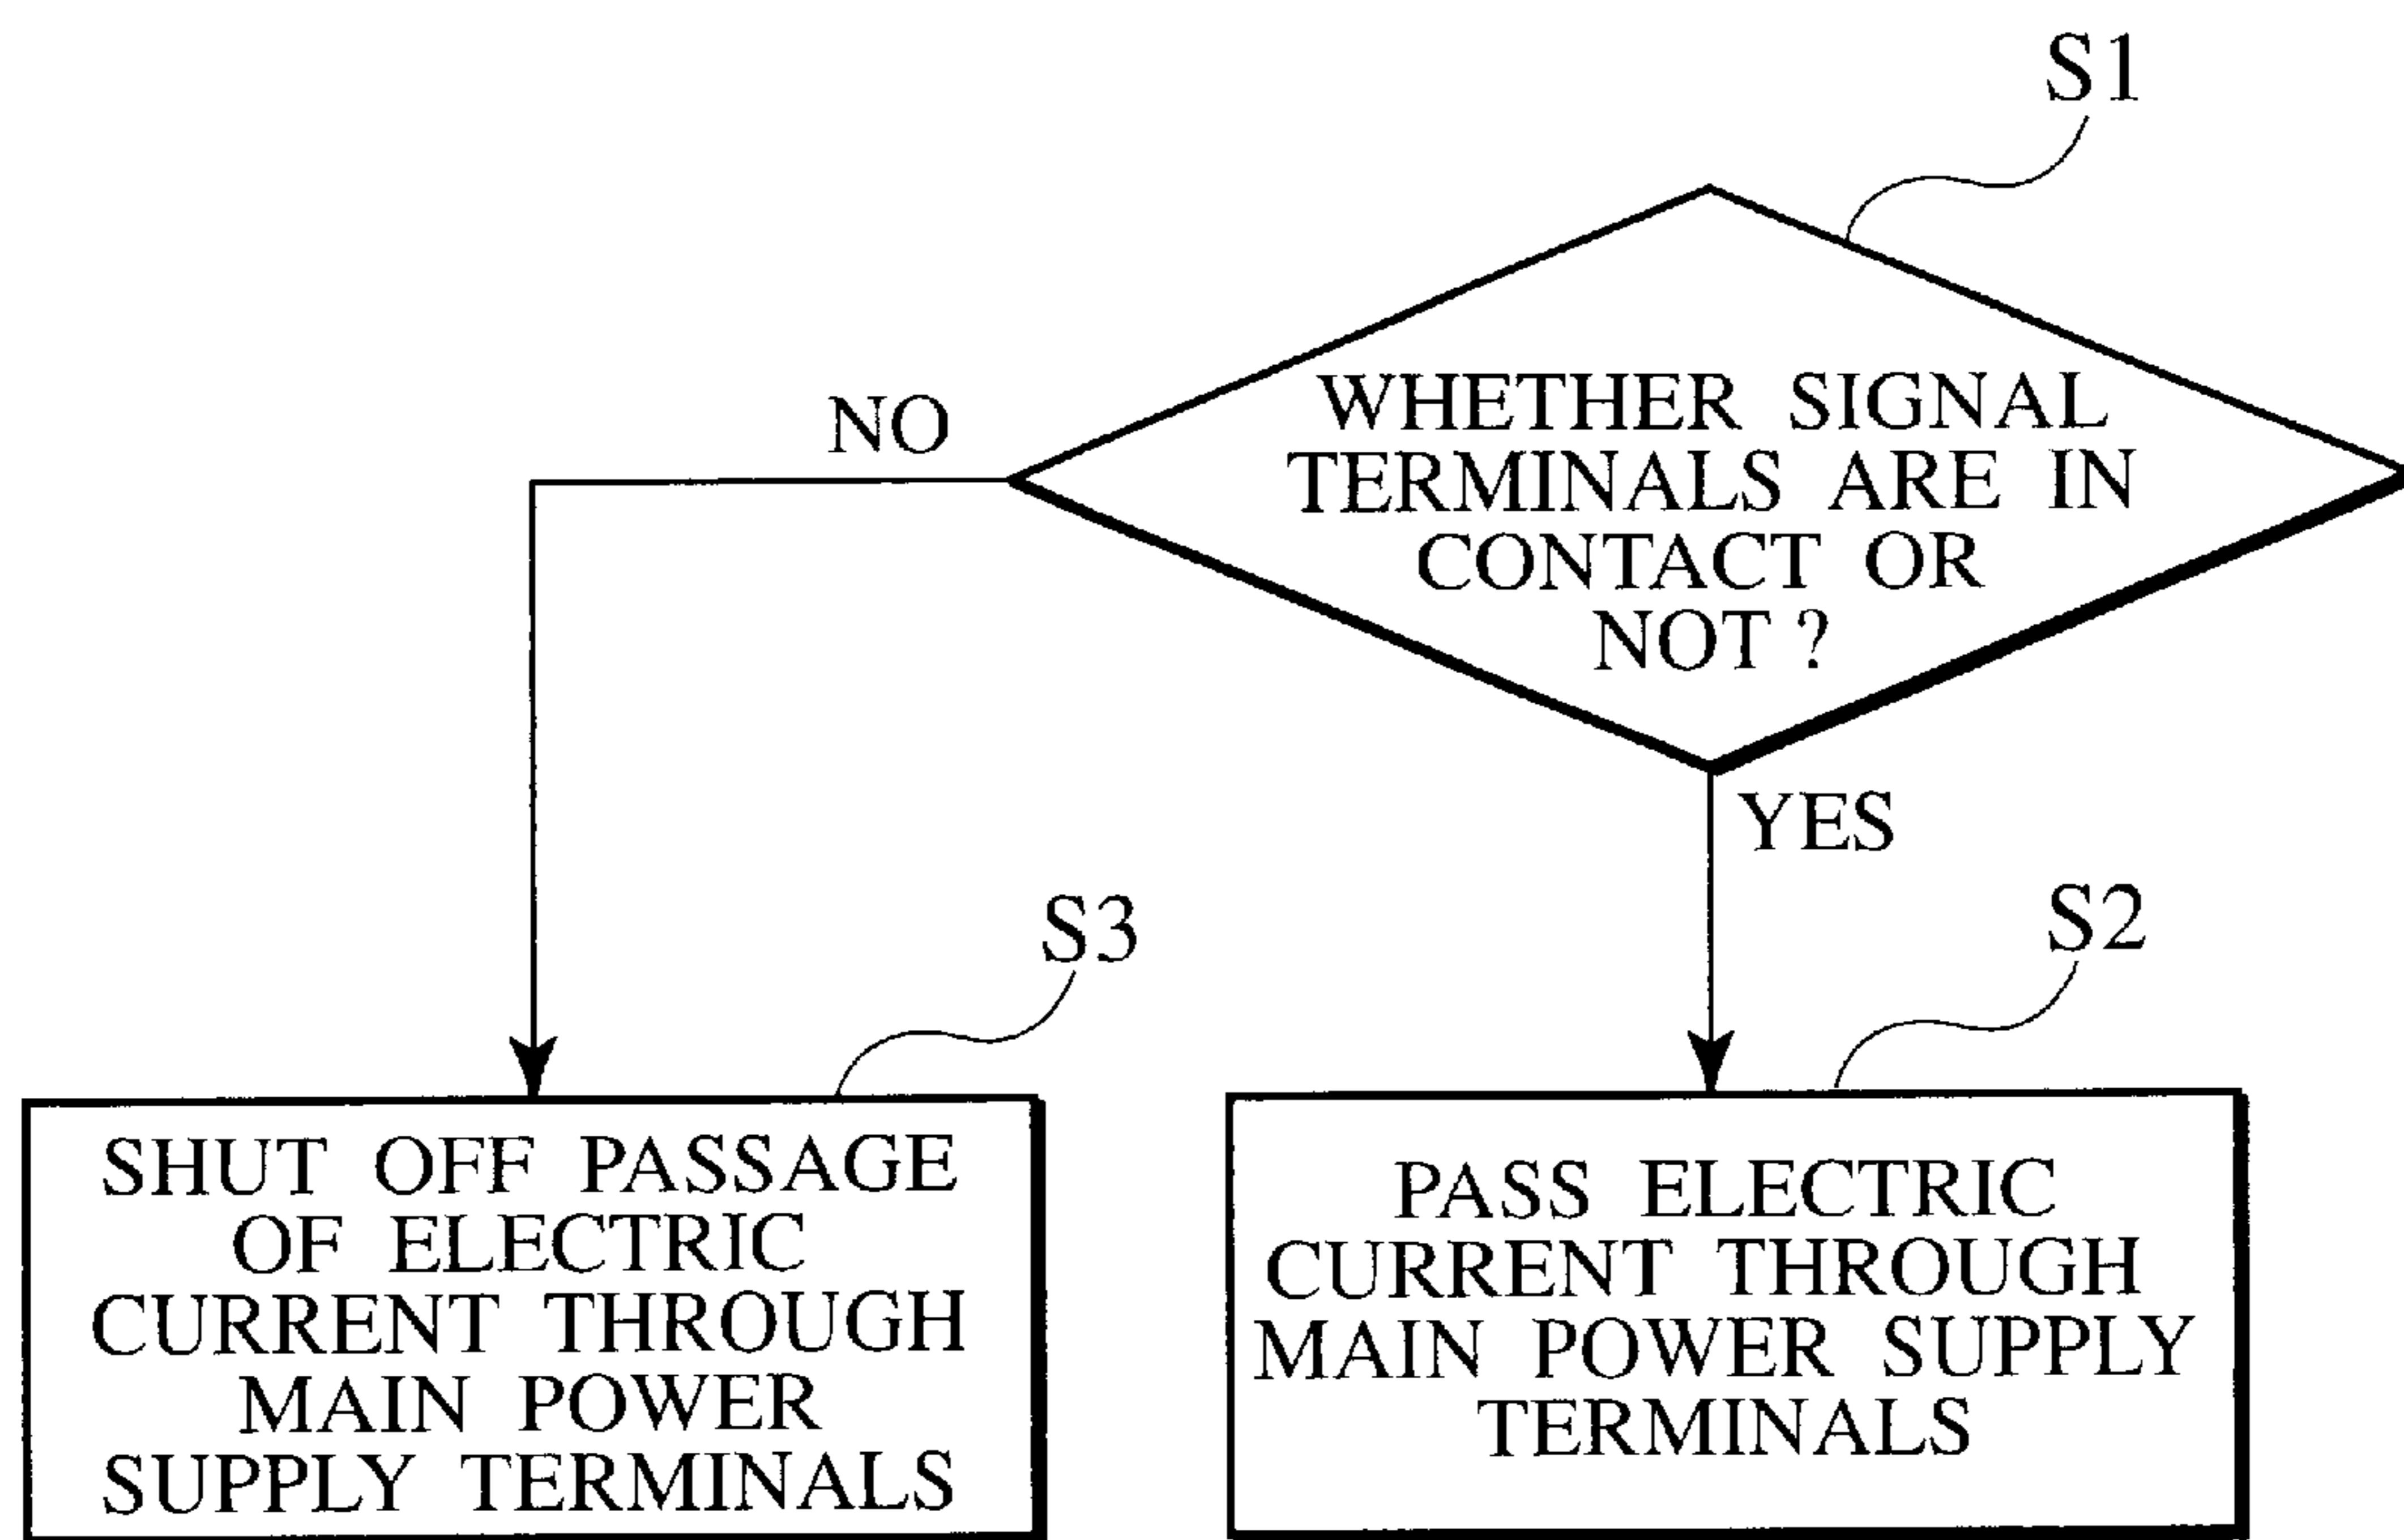 S1
WHETHER SIGNAL
TERMINALS ARE IN
CONTACT OR
NOT ?
NO
YES
S3
S2
SHUT OFF PASSAGE
OF ELECTRIC
CURRENT THROUGH
MAIN POWER
SUPPLY TERMINALS
PASS ELECTRIC
CURRENT THROUGH
MAIN POWER SUPPLY
TERMINALS